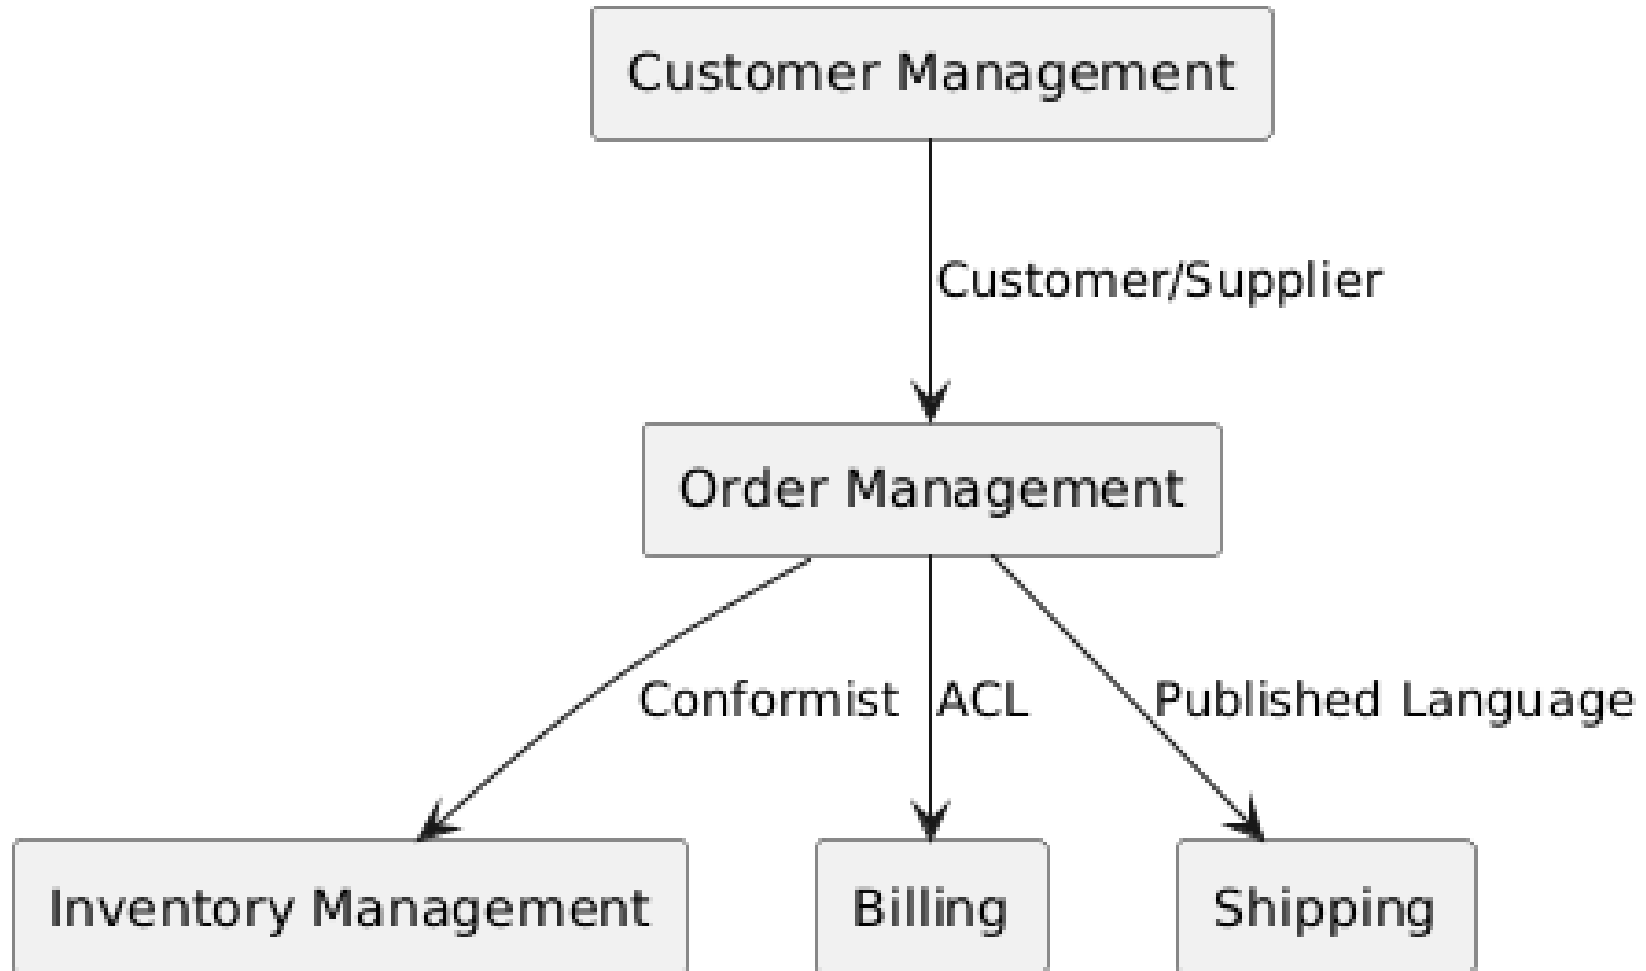 Customer Management
Customer/Supplier
Order Management
Conformist
ACL
Published Language
Inventory Management
Billing
Shipping